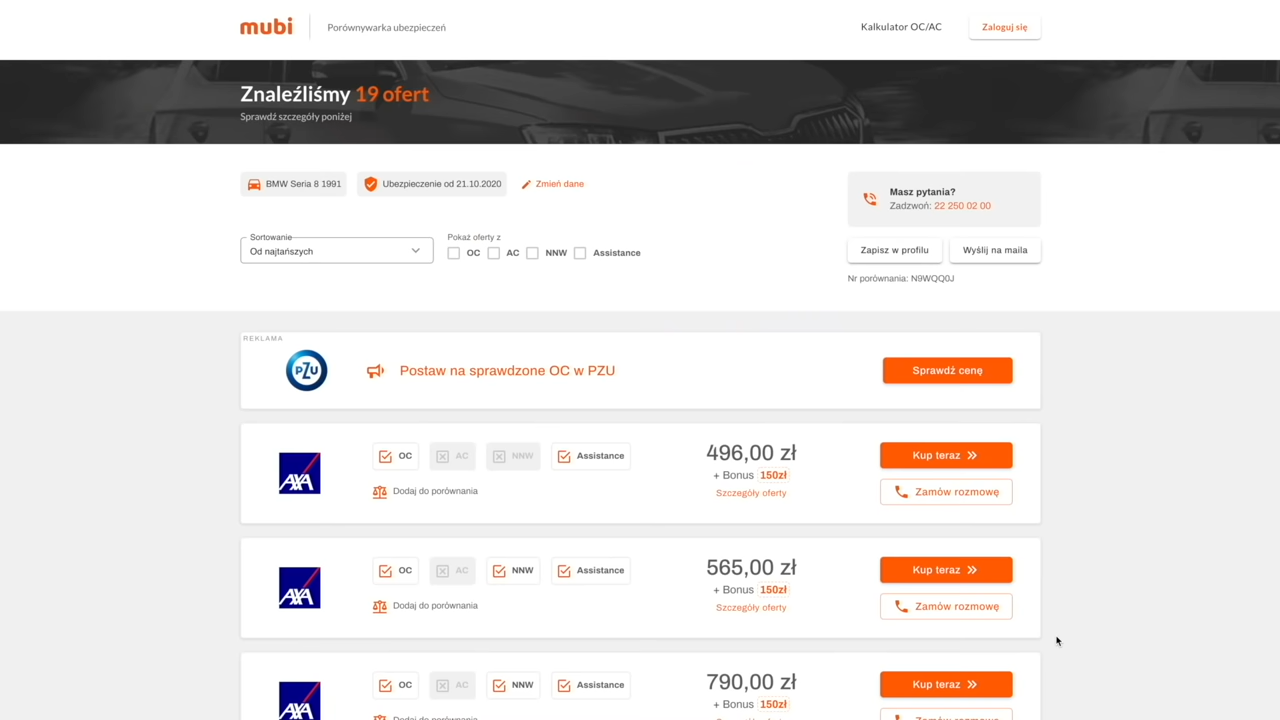 mubi
Porównywarka ubezpieczeń
Kalkulator OC/AC
Zaloguj się
Znaleźliśmy 19 ofert
Sprawdź szczegóły poniżej
BMW Seria 8 1991
Ubezpieczenie od 21.10.2020
Zmień dane
Masz pytania?
Zadzwoń: 22 250 02 00
Sortowanie
Od najtańszych
Pokaż oferty z
OC
AC
NNW
Assistance
Zapisz w profilu
Wyślij na maila
Nr porównania: N9WQQ0J
REKLAMA
PZU
Postaw na sprawdzone OC w PZU
Sprawdź cenę
AXA
OC
AC
NNW
Assistance
Dodaj do porównania
496,00 zł
+ Bonus 150zł
Szczegóły oferty
Kup teraz
Zamów rozmowę
AXA
OC
AC
NNW
Assistance
Dodaj do porównania
565,00 zł
+ Bonus 150zł
Szczegóły oferty
Kup teraz
Zamów rozmowę
AXA
OC
AC
NNW
Assistance
Dodaj do porównania
790,00 zł
+ Bonus 150zł
Kup teraz